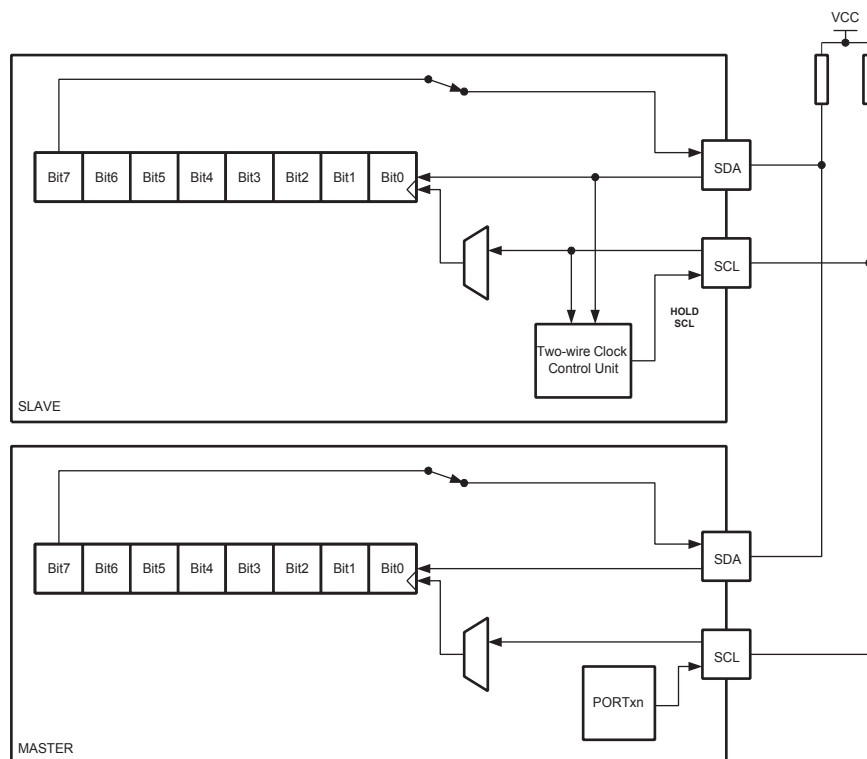 VCC
Bit7 Bit6 Bit5 Bit4 Bit3 Bit2 Bit1 Bit0
SDA
SCL
HOLD
SCL
Two-wire Clock
Control Unit
SLAVE
Bit7 Bit6 Bit5 Bit4 Bit3 Bit2 Bit1 Bit0
SDA
SCL
PORTxn
MASTER